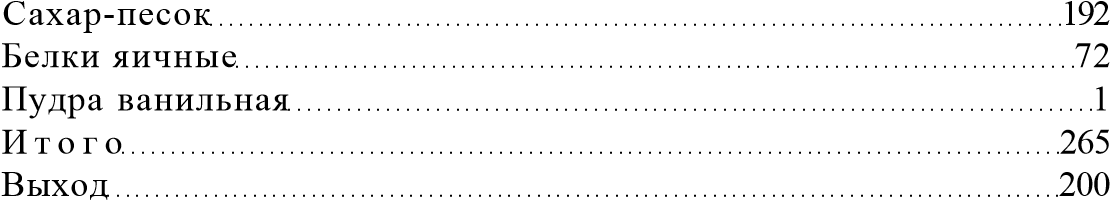 Сахар-песок 192
Белки яичные 72
Пудра ванильная 1
Итого 265
Выход 200